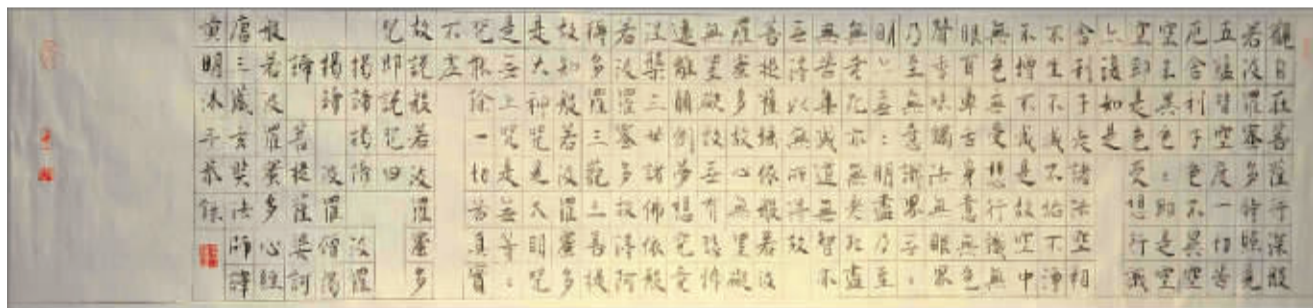 觀自在菩薩行深般
若波羅蜜多時照見
五蘊皆空度一切苦
厄舍利子色不異空
空不異色色即是空
空即是色受想行識
亦復如是
舍利子是諸法空相
不生不滅不垢不淨
不增不減是故空中
無色無受想行識無
眼耳鼻舌身意無色
聲香味觸法無眼界
乃至無意識界無無
明亦無無明盡乃至
無老死亦無老死盡
無苦集滅道無智亦
無得以無所得故
菩提薩埵依般若波
羅蜜多故心無罣礙
無罣礙故無有恐怖
遠離顛倒夢想究竟
涅槃三世諸佛依般
若波羅蜜多故得阿
耨多羅三藐三菩提
故知般若波羅蜜多
是大神咒是大明咒
是無上咒是無等等
咒能除一切苦真實
不虛
故說般若波羅蜜多
咒即說咒曰
揭諦揭諦 波羅
揭諦 波羅僧揭
諦 菩提薩婆訶
般若波羅蜜多心經
唐三藏玄奘法師譯
黃明沐手恭錄